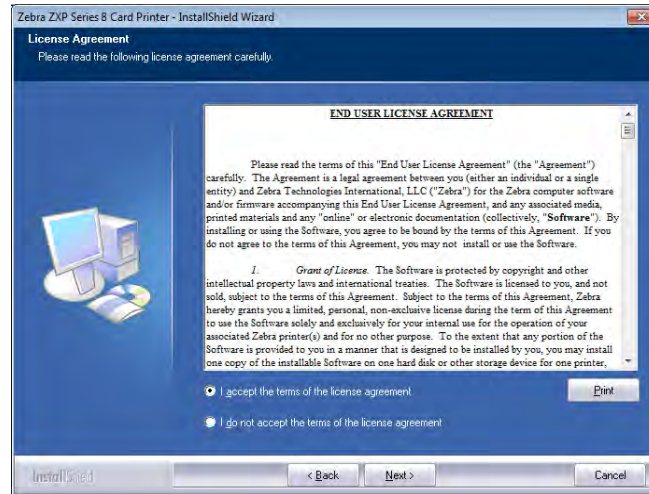 Zebra ZXP Series 8 Card Printer - InstallShield Wizard
License Agreement
Please read the following license agreement carefully.
END USER LICENSE AGREEMENT
Please read the terms of this "End User License Agreement" (the "Agreement")
carefully. The Agreement is a legal agreement between you (either an individual or a single
entity) and Zebra Technologies International, LLC ("Zebra") for the Zebra computer software
and/or firmware accompanying this End User License Agreement, and any associated media,
printed materials and any "online" or electronic documentation (collectively, "Software"). By
installing or using the Software, you agree to be bound by the terms of this Agreement. If you
do not agree to the terms of this Agreement, you may not install or use the Software.
1. Grant of License. The Software is protected by copyright and other
intellectual property laws and international treaties. The Software is licensed to you, and not
sold, subject to the terms of this Agreement. Subject to the terms of this Agreement, Zebra
hereby grants you a limited, personal, non-exclusive license during the term of this Agreement
to use the Software solely and exclusively for your internal use for the operation of your
associated Zebra printer(s) and for no other purpose. To the extent that any portion of the
Software is provided to you in a manner that is designed to be installed by you, you may install
one copy of the installable Software on one hard disk or other storage device for one printer,
I accept the terms of the license agreement
Print
I do not accept the terms of the license agreement
InstallShield
< Back
Next >
Cancel